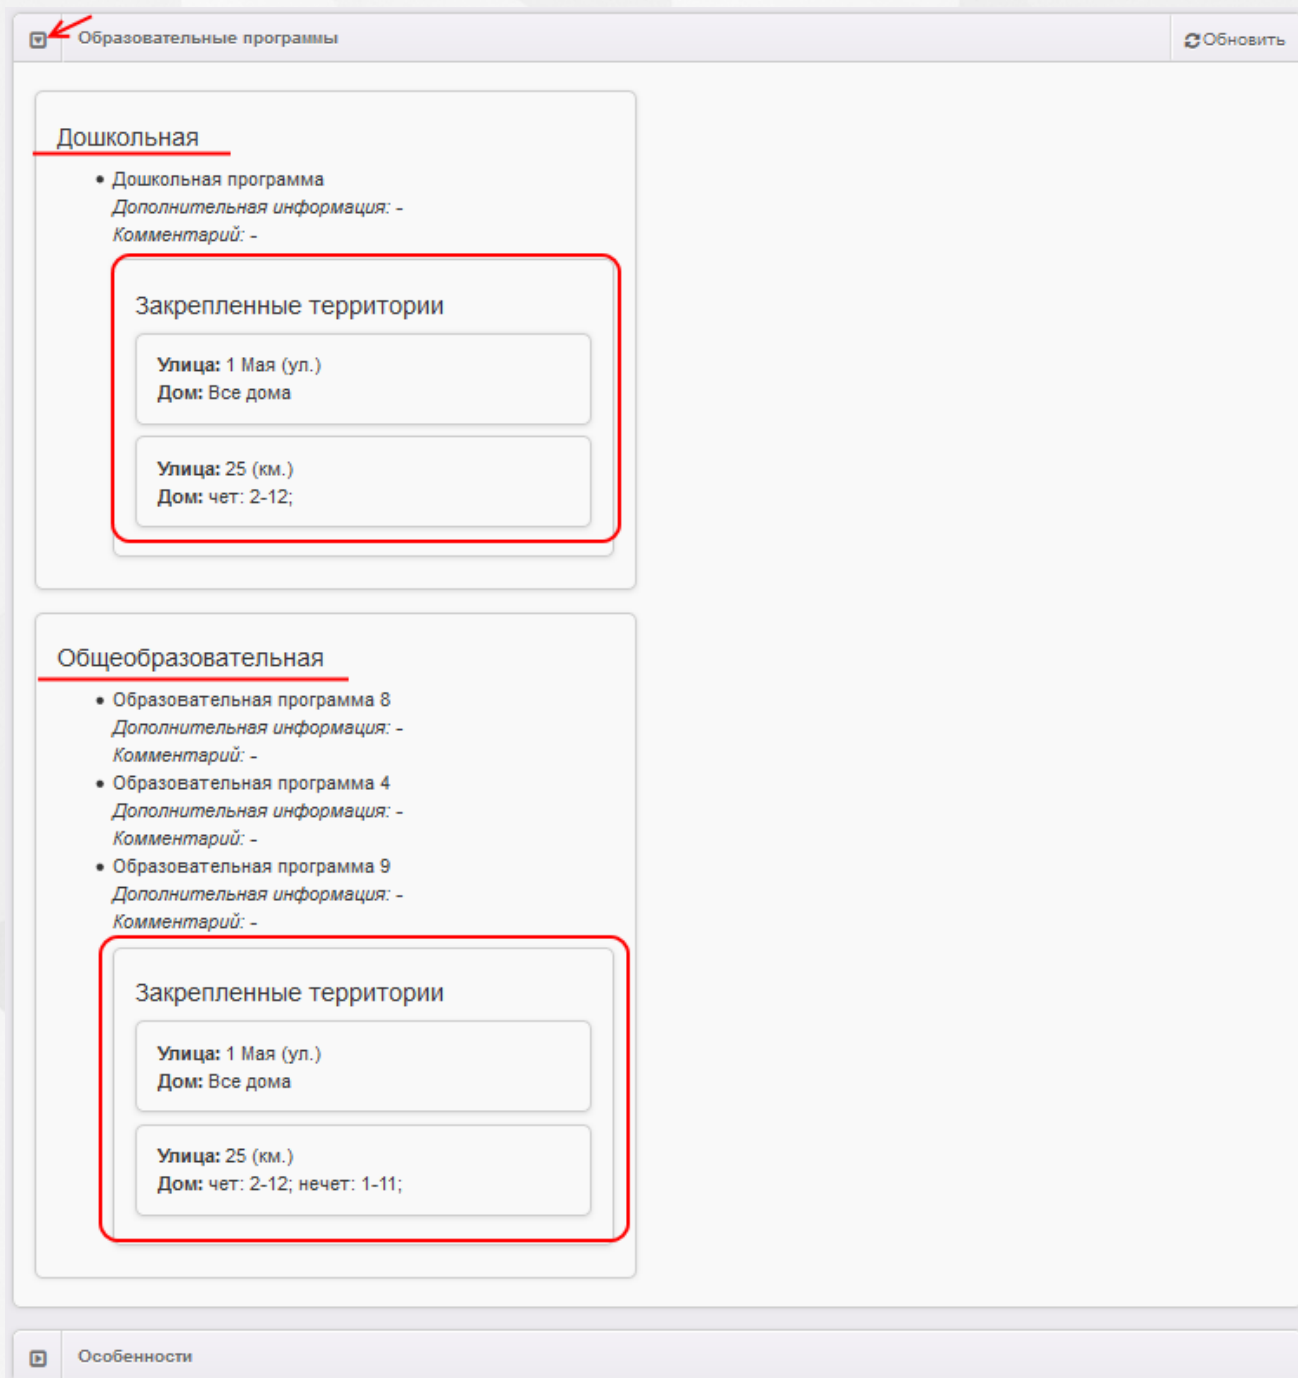 Образовательные программы
Обновить
Дошкольная
Дошкольная программа
Дополнительная информация: -
Комментарий: -
Закрепленные территории
Улица: 1 Мая (ул.)
Дом: Все дома
Улица: 25 (км.)
Дом: чет: 2-12;
Общеобразовательная
Образовательная программа 8
Дополнительная информация: -
Комментарий: -
Образовательная программа 4
Дополнительная информация: -
Комментарий: -
Образовательная программа 9
Дополнительная информация: -
Комментарий: -
Закрепленные территории
Улица: 1 Мая (ул.)
Дом: Все дома
Улица: 25 (км.)
Дом: чет: 2-12; нечет: 1-11;
Особенности